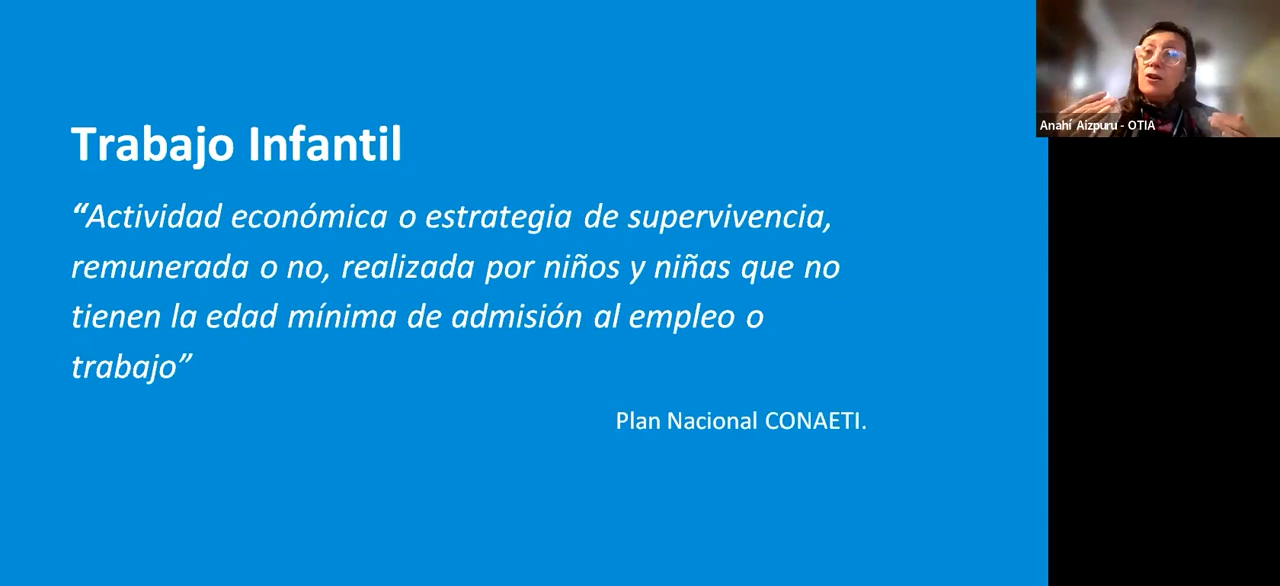 Trabajo Infantil
“Actividad económica o estrategia de supervivencia,
remunerada o no, realizada por niños y niñas que no
tienen la edad mínima de admisión al empleo o
trabajo”
Plan Nacional CONAETI.
Anahí Aizpuru - OTIA